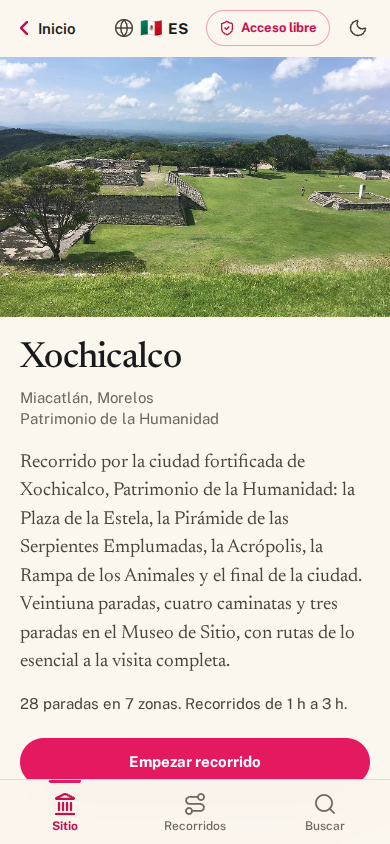 Inicio
ES
Acceso libre
Xochicalco
Miacatlán, Morelos
Patrimonio de la Humanidad
Recorrido por la ciudad fortificada de
Xochicalco, Patrimonio de la Humanidad: la
Plaza de la Estela, la Pirámide de las
Serpientes Emplumadas, la Acrópolis, la
Rampa de los Animales y el final de la ciudad.
Veintiuna paradas, cuatro caminatas y tres
paradas en el Museo de Sitio, con rutas de lo
esencial a la visita completa.
28 paradas en 7 zonas. Recorridos de 1 h a 3 h.
Empezar recorrido
Sitio
Recorridos
Buscar